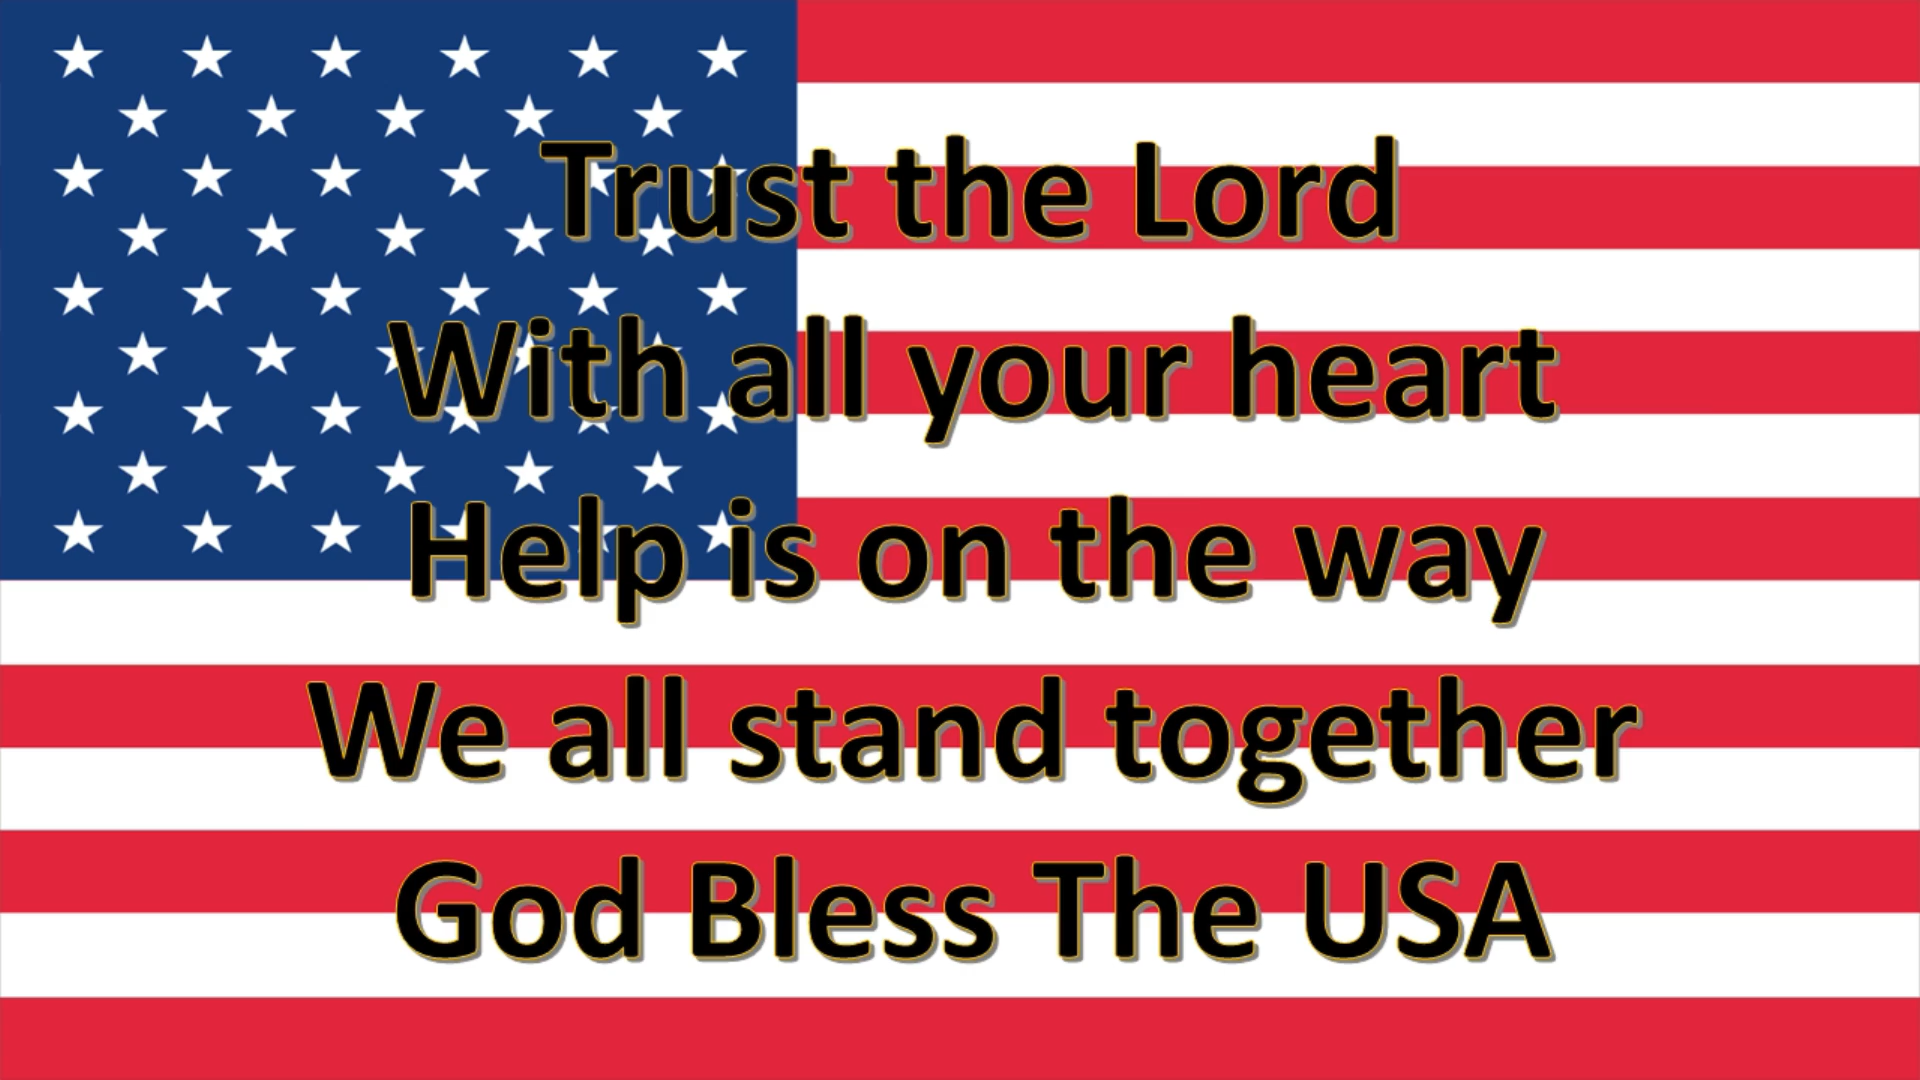 Trust the Lord
With all your heart
Help is on the way
We all stand together
God Bless The USA